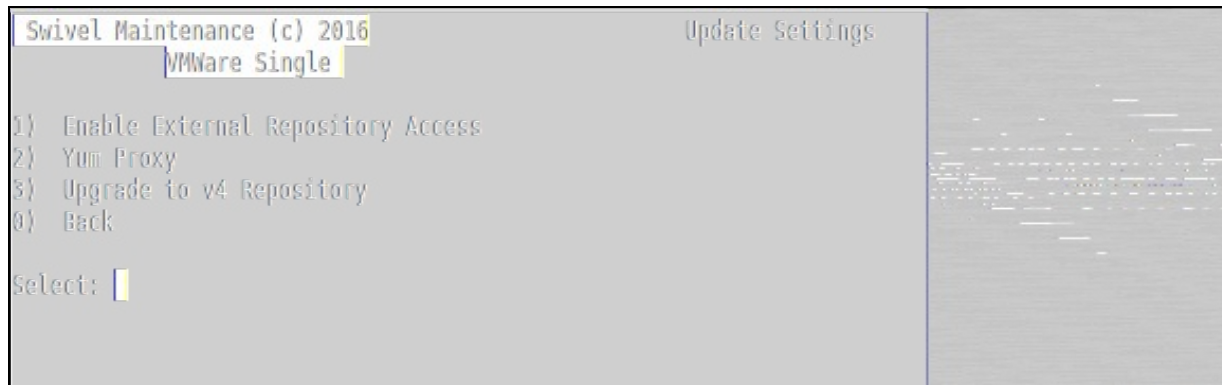 Swivel Maintenance (c) 2016 Update Settings
VMWare Single
1) Enable External Repository Access
2) Yum Proxy
3) Upgrade to v4 Repository
0) Back
Select: